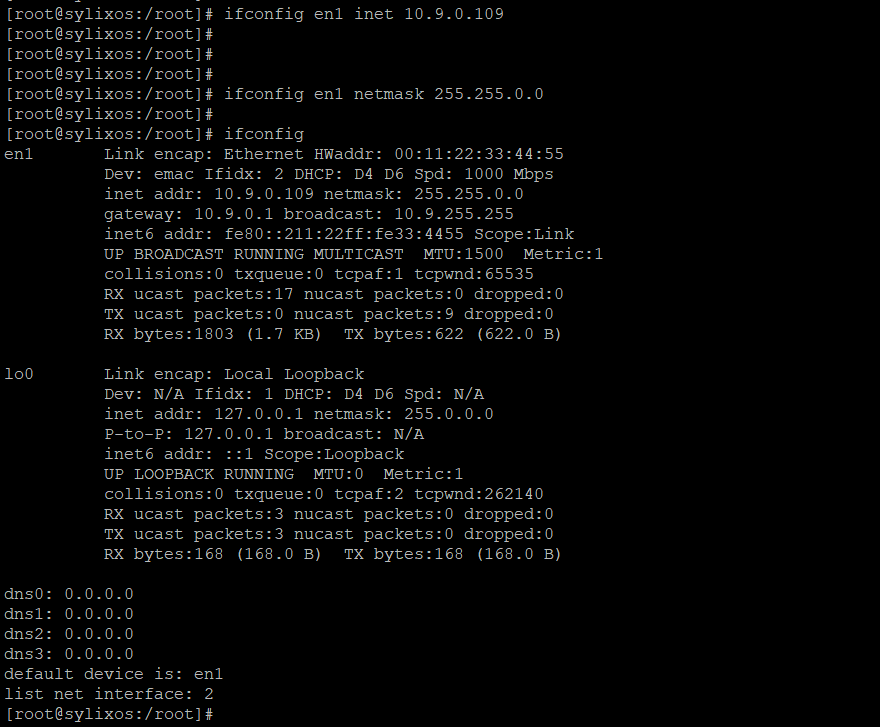 [root@sylixos:/root]# ifconfig en1 inet 10.9.0.109
[root@sylixos:/root]#
[root@sylixos:/root]#
[root@sylixos:/root]#
[root@sylixos:/root]# ifconfig en1 netmask 255.255.0.0
[root@sylixos:/root]#
[root@sylixos:/root]# ifconfig
en1       Link encap: Ethernet HWaddr: 00:11:22:33:44:55
          Dev: emac Ifidx: 2 DHCP: D4 D6 Spd: 1000 Mbps
          inet addr: 10.9.0.109 netmask: 255.255.0.0
          gateway: 10.9.0.1 broadcast: 10.9.255.255
          inet6 addr: fe80::211:22ff:fe33:4455 Scope:Link
          UP BROADCAST RUNNING MULTICAST  MTU:1500  Metric:1
          collisions:0 txqueue:0 tcpaf:1 tcpwnd:65535
          RX ucast packets:17 nucast packets:0 dropped:0
          TX ucast packets:0 nucast packets:9 dropped:0
          RX bytes:1803 (1.7 KB)  TX bytes:622 (622.0 B)

lo0       Link encap: Local Loopback
          Dev: N/A Ifidx: 1 DHCP: D4 D6 Spd: N/A
          inet addr: 127.0.0.1 netmask: 255.0.0.0
          P-to-P: 127.0.0.1 broadcast: N/A
          inet6 addr: ::1 Scope:Loopback
          UP LOOPBACK RUNNING  MTU:0  Metric:1
          collisions:0 txqueue:0 tcpaf:2 tcpwnd:262140
          RX ucast packets:3 nucast packets:0 dropped:0
          TX ucast packets:3 nucast packets:0 dropped:0
          RX bytes:168 (168.0 B)  TX bytes:168 (168.0 B)

dns0: 0.0.0.0
dns1: 0.0.0.0
dns2: 0.0.0.0
dns3: 0.0.0.0
default device is: en1
list net interface: 2
[root@sylixos:/root]#